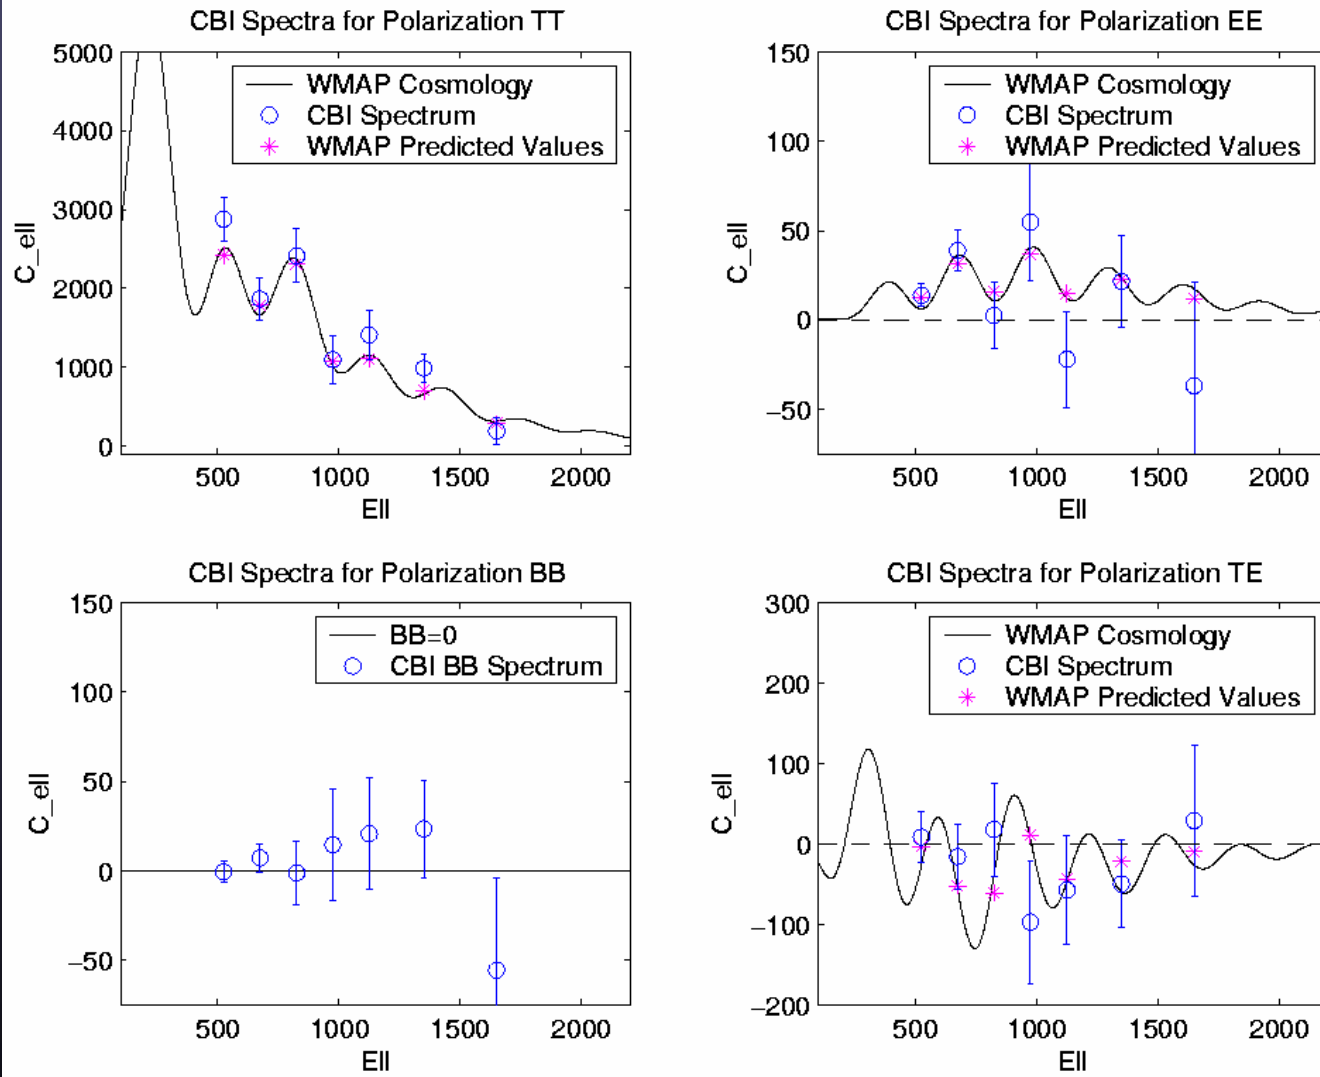 CBI Spectra for Polarization TT
5000
4000
3000
2000
1000
0
C_ell
WMAP Cosmology
CBI Spectrum
WMAP Predicted Values
500 1000 1500 2000
Ell
CBI Spectra for Polarization EE
150
100
50
0
−50
C_ell
WMAP Cosmology
CBI Spectrum
WMAP Predicted Values
500 1000 1500 2000
Ell
CBI Spectra for Polarization BB
150
100
50
0
−50
C_ell
BB=0
CBI BB Spectrum
500 1000 1500 2000
Ell
CBI Spectra for Polarization TE
300
200
100
0
−100
−200
C_ell
WMAP Cosmology
CBI Spectrum
WMAP Predicted Values
500 1000 1500 2000
Ell